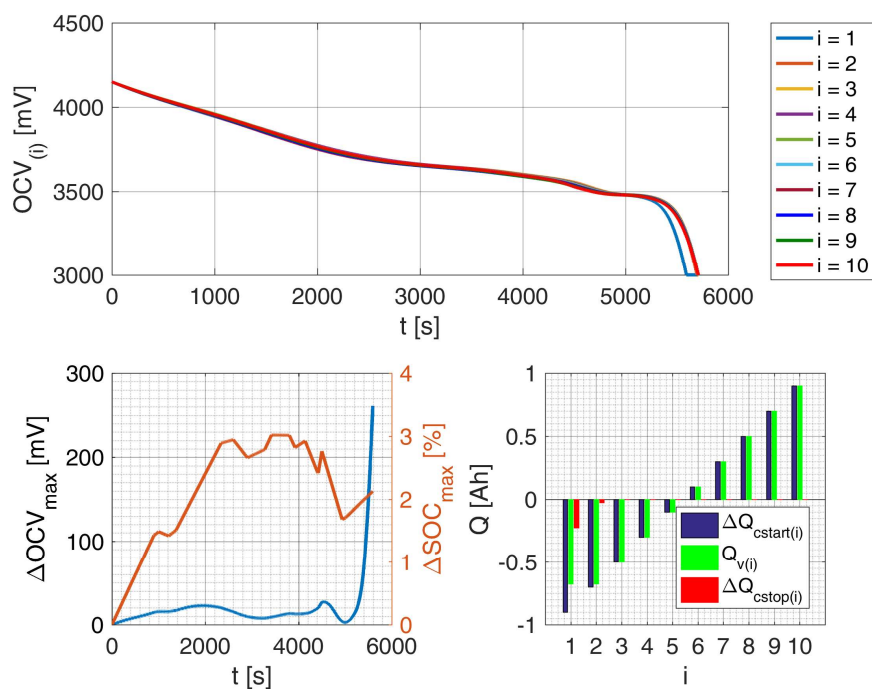 4500
4000
3500
3000
OCV(i) [mV]
0 1000 2000 3000 4000 5000 6000
t [s]
i = 1
i = 2
i = 3
i = 4
i = 5
i = 6
i = 7
i = 8
i = 9
i = 10
300
200
100
0
ΔOCVmax [mV]
4
3
2
1
0
ΔSOCmax [%]
0 2000 4000 6000
t [s]
1
0.5
0
-0.5
-1
Q [Ah]
ΔQcstart(i)
Qv(i)
ΔQcstop(i)
1 2 3 4 5 6 7 8 9 10
i